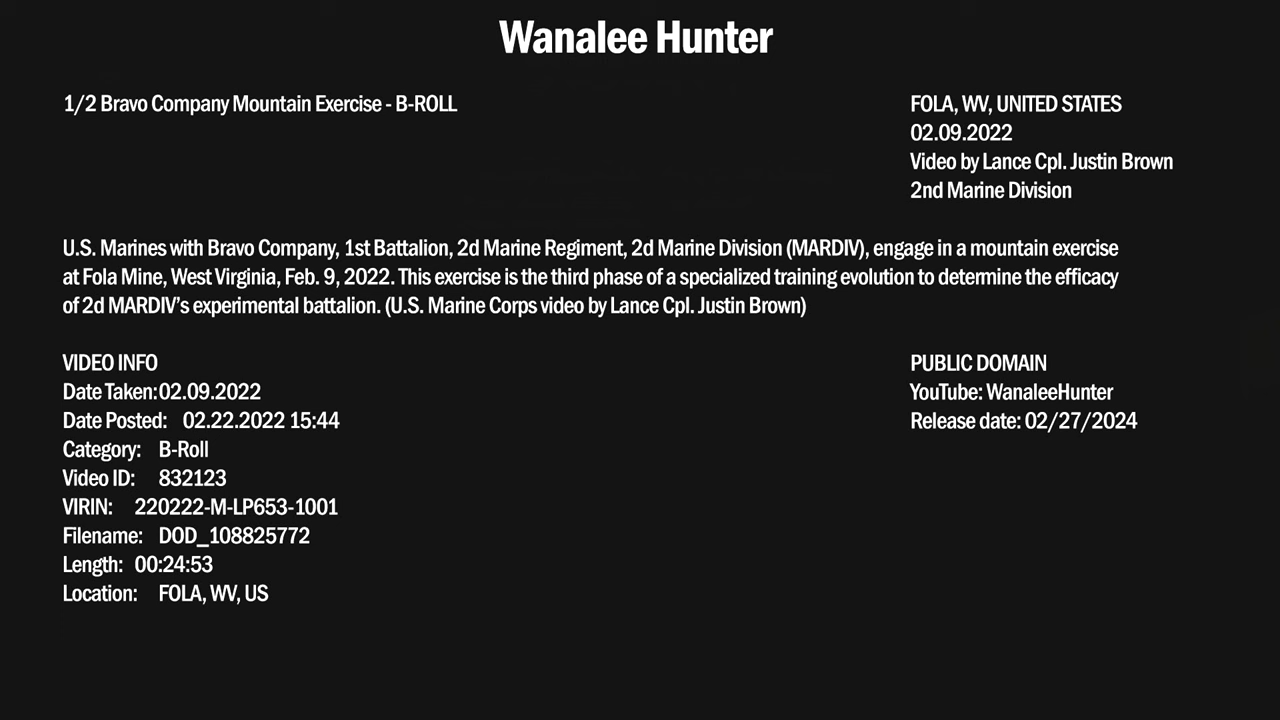 Wanalee Hunter
1/2 Bravo Company Mountain Exercise - B-ROLL
FOLA, WV, UNITED STATES
02.09.2022
Video by Lance Cpl. Justin Brown
2nd Marine Division
U.S. Marines with Bravo Company, 1st Battalion, 2d Marine Regiment, 2d Marine Division (MARDIV), engage in a mountain exercise
at Fola Mine, West Virginia, Feb. 9, 2022. This exercise is the third phase of a specialized training evolution to determine the efficacy
of 2d MARDIV’s experimental battalion. (U.S. Marine Corps video by Lance Cpl. Justin Brown)
VIDEO INFO
Date Taken:02.09.2022
Date Posted: 02.22.2022 15:44
Category: B-Roll
Video ID: 832123
VIRIN: 220222-M-LP653-1001
Filename: DOD_108825772
Length: 00:24:53
Location: FOLA, WV, US
PUBLIC DOMAIN
YouTube: WanaleeHunter
Release date: 02/27/2024